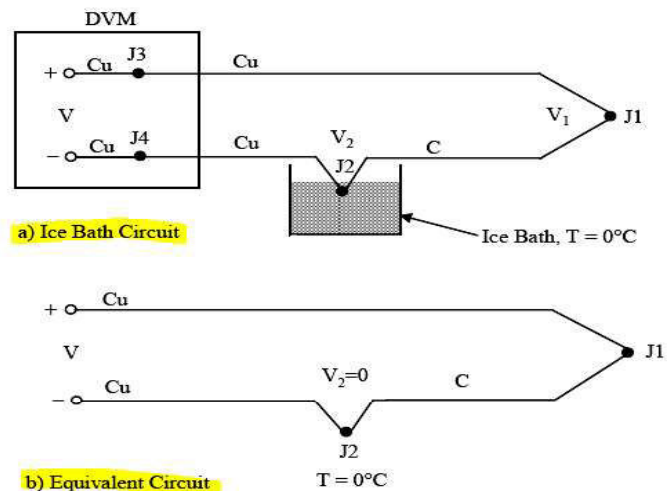 DVM
J3
Cu
Cu
+
V
V₁
J1
J4
Cu
Cu
V₂
C
−
J2
a) Ice Bath Circuit
Ice Bath, T = 0°C
Cu
+
V
J1
Cu
V₂=0
C
−
J2
b) Equivalent Circuit
T = 0°C